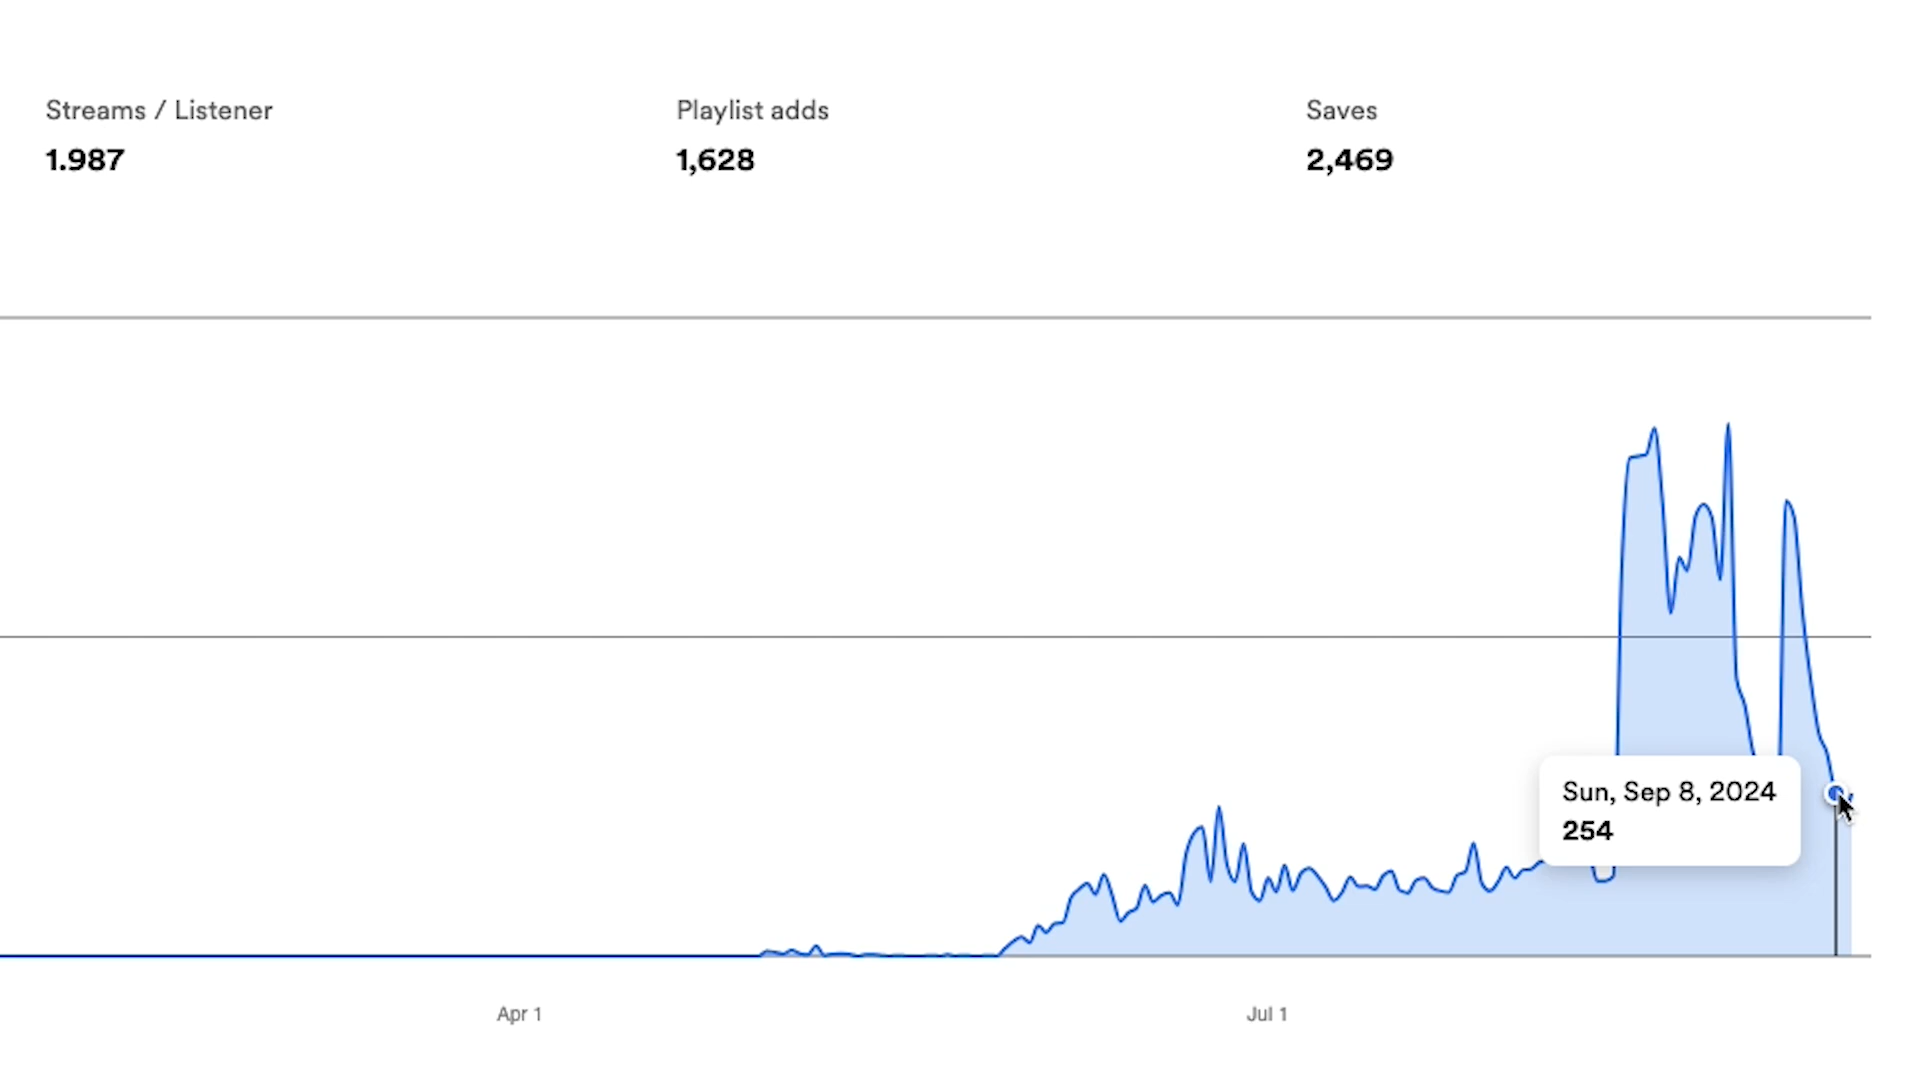 Streams / Listener
1.987
Playlist adds
1,628
Saves
2,469
Sun, Sep 8, 2024
254
Apr 1
Jul 1